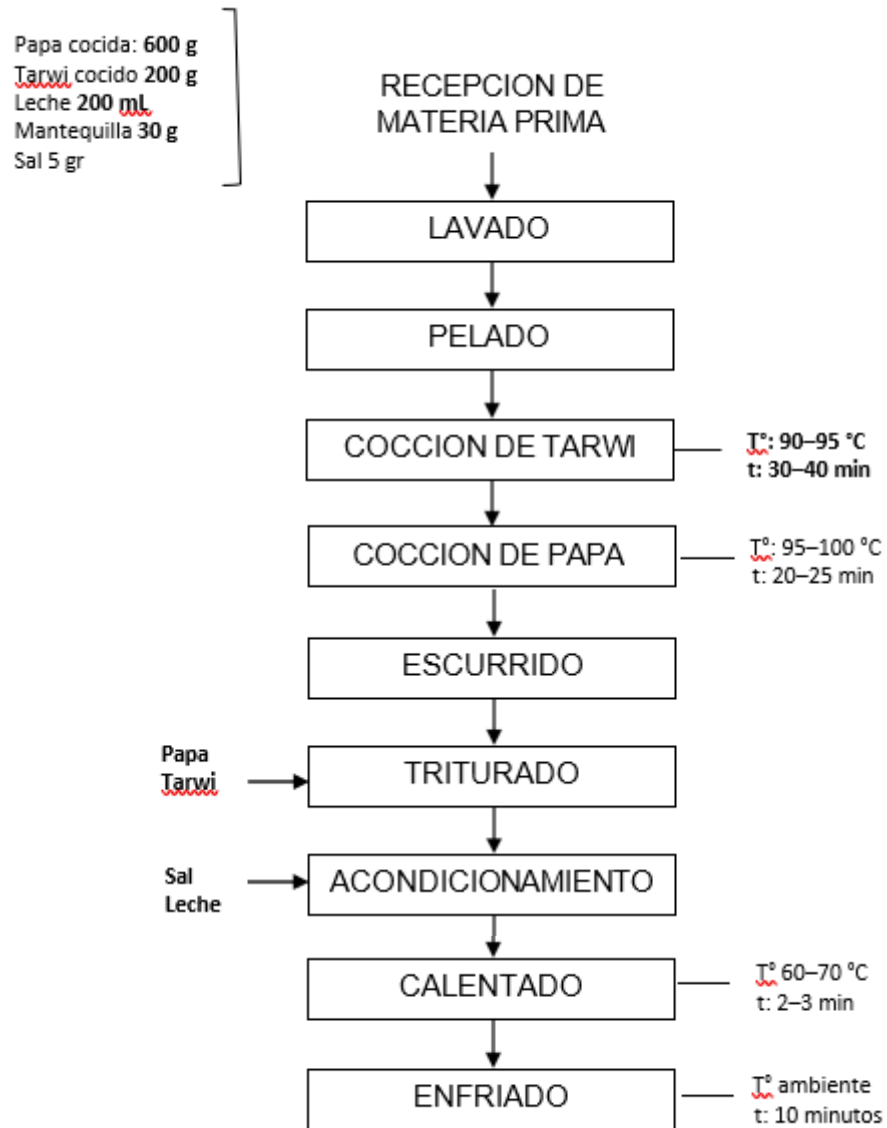 Papa cocida: 600 g
Tarwi cocido 200 g
Leche 200 mL
Mantequilla 30 g
Sal 5 gr
RECEPCION DE
MATERIA PRIMA
LAVADO
PELADO
COCCION DE TARWI
T°: 90–95 °C
t: 30–40 min
COCCION DE PAPA
T°: 95–100 °C
t: 20–25 min
ESCURRIDO
Papa
Tarwi
TRITURADO
Sal
Leche
ACONDICIONAMIENTO
CALENTADO
T° 60–70 °C
t: 2–3 min
ENFRIADO
T° ambiente
t: 10 minutos